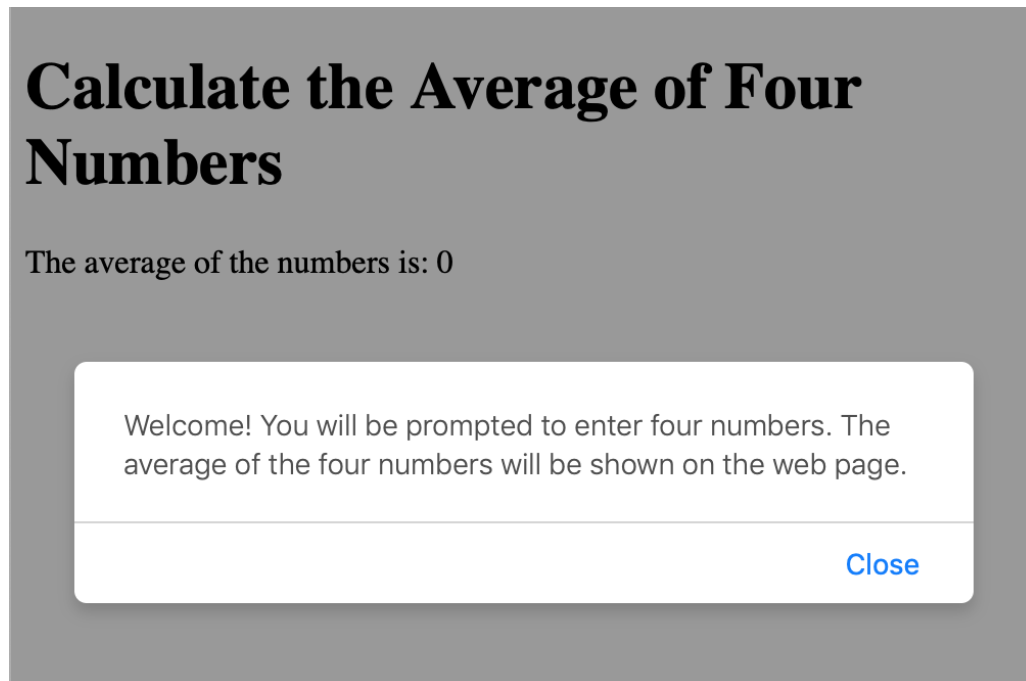 Calculate the Average of Four
Numbers
The average of the numbers is: 0
Welcome! You will be prompted to enter four numbers. The
average of the four numbers will be shown on the web page.
Close